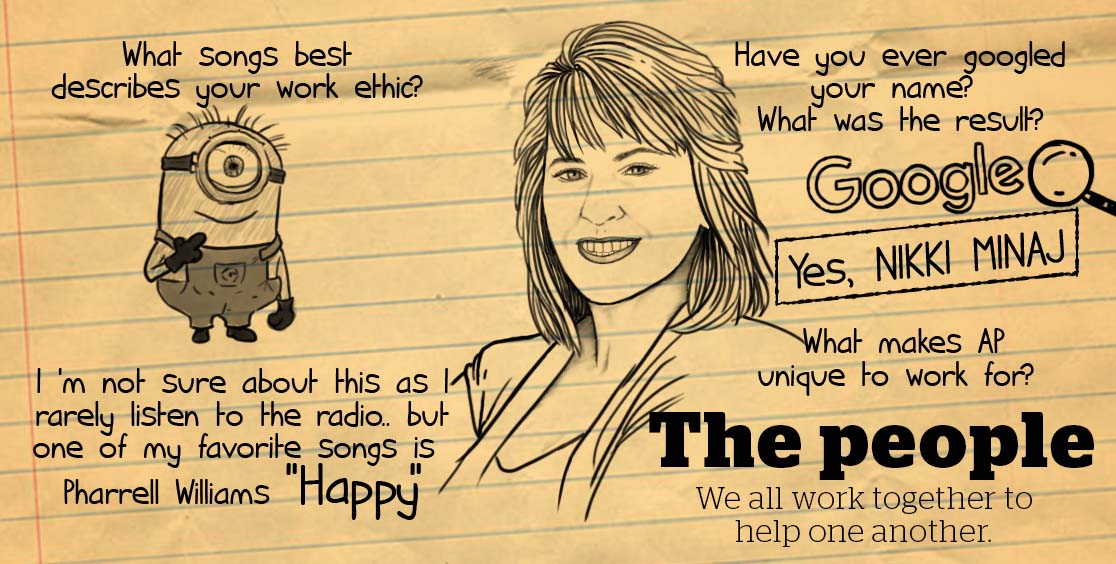 What songs best
describes your work ethic?
I'm not sure about this as I
rarely listen to the radio.. but
one of my favorite songs is
Pharrell Williams "Happy"
Have you ever googled
your name?
What was the result?
Google
Yes, NIKKI MINAJ
What makes AP
unique to work for?
The people
We all work together to
help one another.